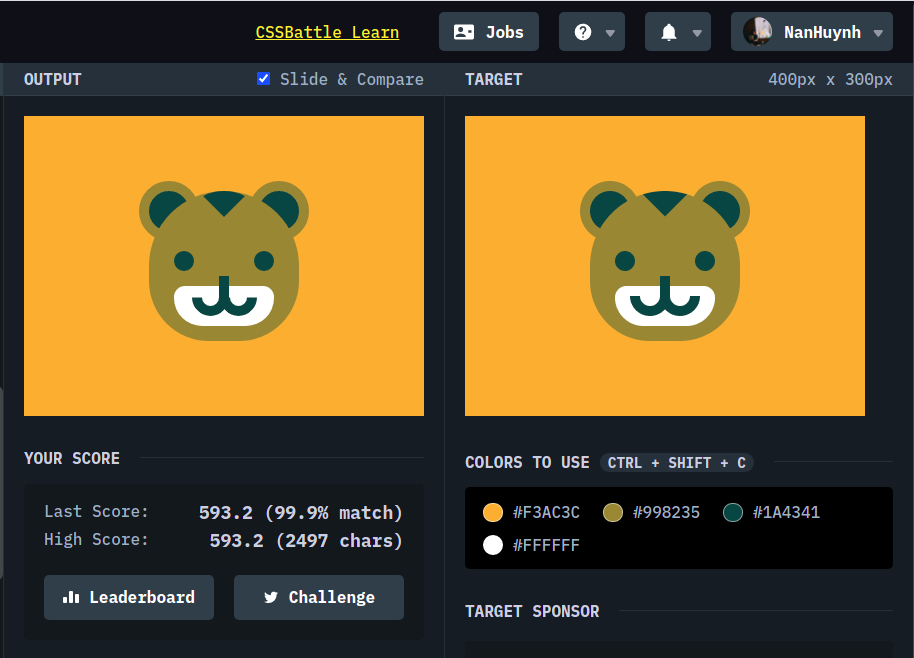 CSSBattle Learn
Jobs
NanHuynh
OUTPUT
Slide & Compare
TARGET
400px x 300px
YOUR SCORE
Last Score: 593.2 (99.9% match)
High Score: 593.2 (2497 chars)
Leaderboard
Challenge
COLORS TO USE CTRL + SHIFT + C
#F3AC3C #998235 #1A4341
#FFFFFF
TARGET SPONSOR